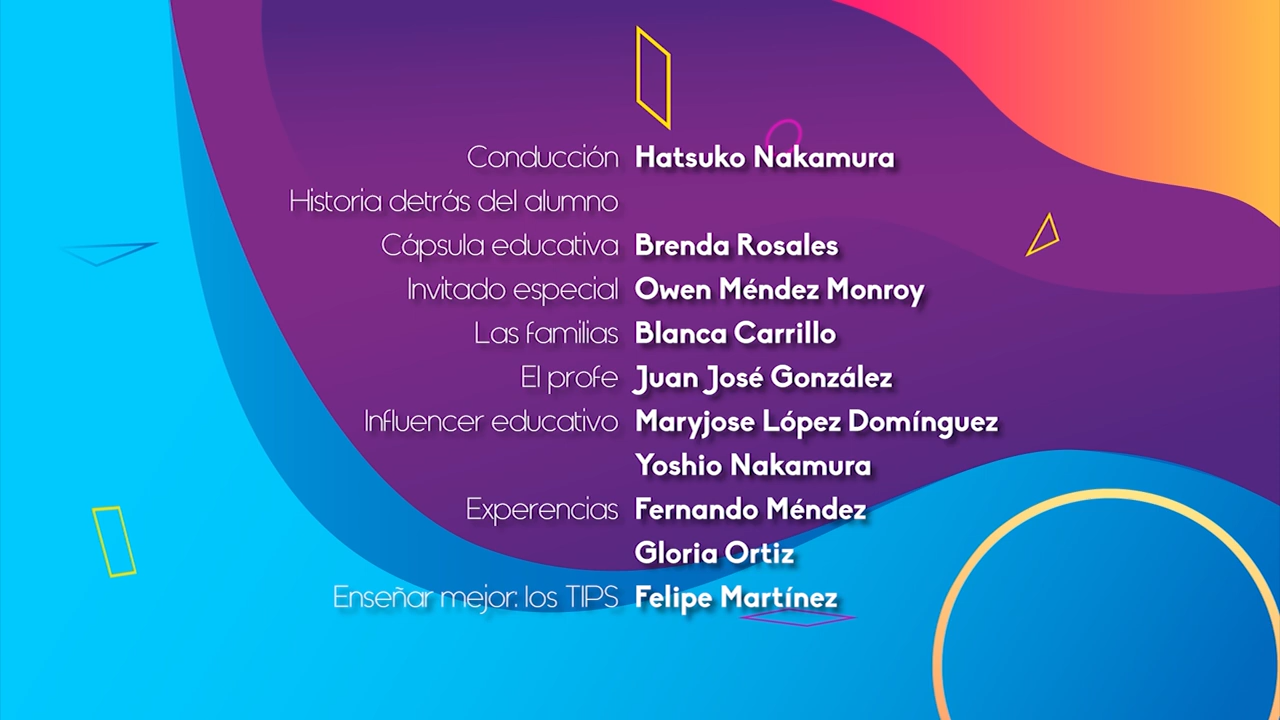 Conducción Hatsuko Nakamura
Historia detrás del alumno
Cápsula educativa Brenda Rosales
Invitado especial Owen Méndez Monroy
Las familias Blanca Carrillo
El profe Juan José González
Influencer educativo Maryjose López Domínguez
Yoshio Nakamura
Experencias Fernando Méndez
Gloria Ortiz
Enseñar mejor: los TIPS Felipe Martínez